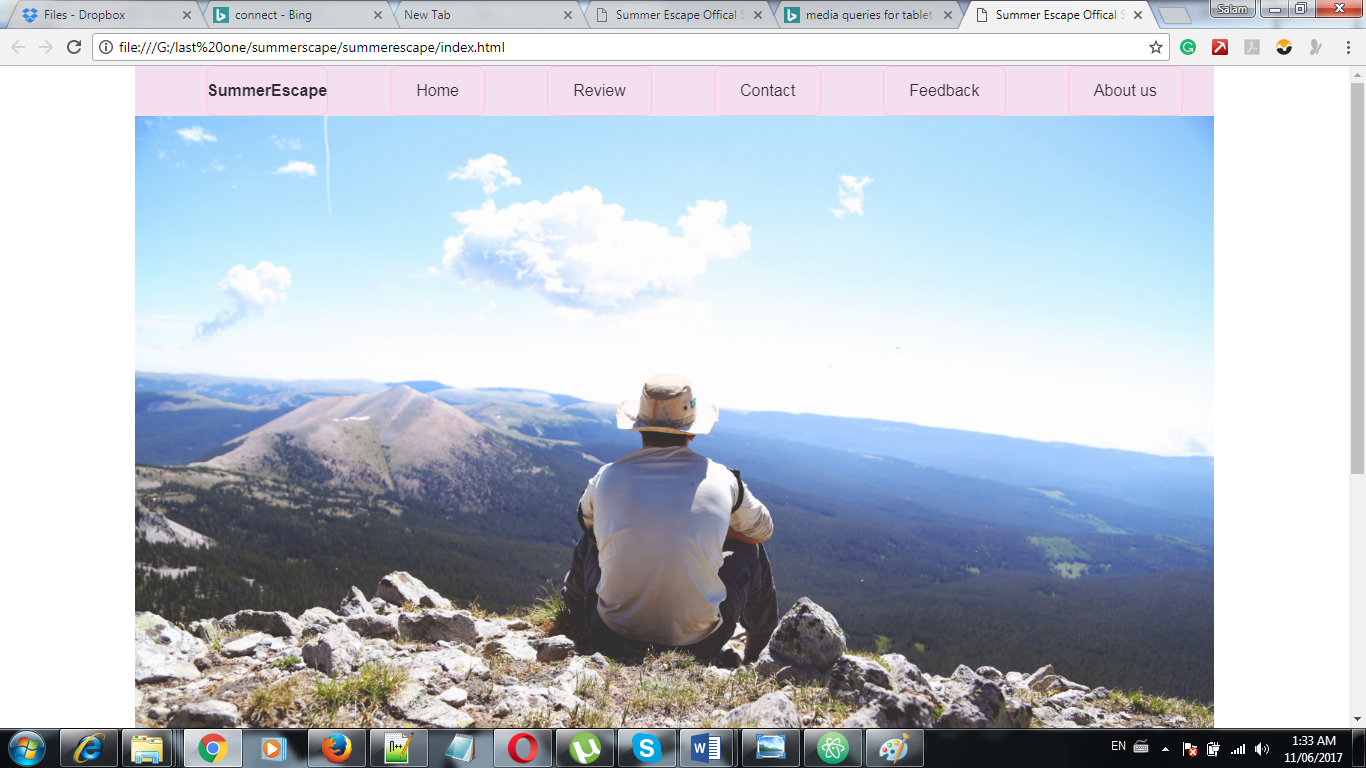 Files - Dropbox
connect - Bing
New Tab
Summer Escape Offical S
media queries for tablet
Summer Escape Offical S
Salam
file:///G:/last%20one/summerscape/summerescape/index.html
SummerEscape
Home
Review
Contact
Feedback
About us
EN
1:33 AM
11/06/2017